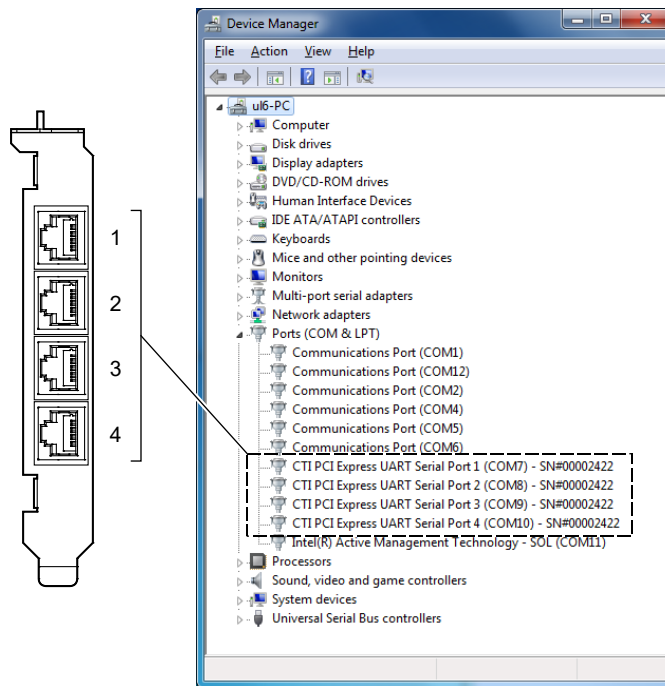 Device Manager
File Action View Help
ul6-PC
Computer
Disk drives
Display adapters
DVD/CD-ROM drives
Human Interface Devices
IDE ATA/ATAPI controllers
Keyboards
Mice and other pointing devices
Monitors
Multi-port serial adapters
Network adapters
Ports (COM & LPT)
Communications Port (COM1)
Communications Port (COM12)
Communications Port (COM2)
Communications Port (COM4)
Communications Port (COM5)
Communications Port (COM6)
CTI PCI Express UART Serial Port 1 (COM7) - SN#00002422
CTI PCI Express UART Serial Port 2 (COM8) - SN#00002422
CTI PCI Express UART Serial Port 3 (COM9) - SN#00002422
CTI PCI Express UART Serial Port 4 (COM10) - SN#00002422
Intel(R) Active Management Technology - SOL (COM11)
Processors
Sound, video and game controllers
System devices
Universal Serial Bus controllers
1
2
3
4